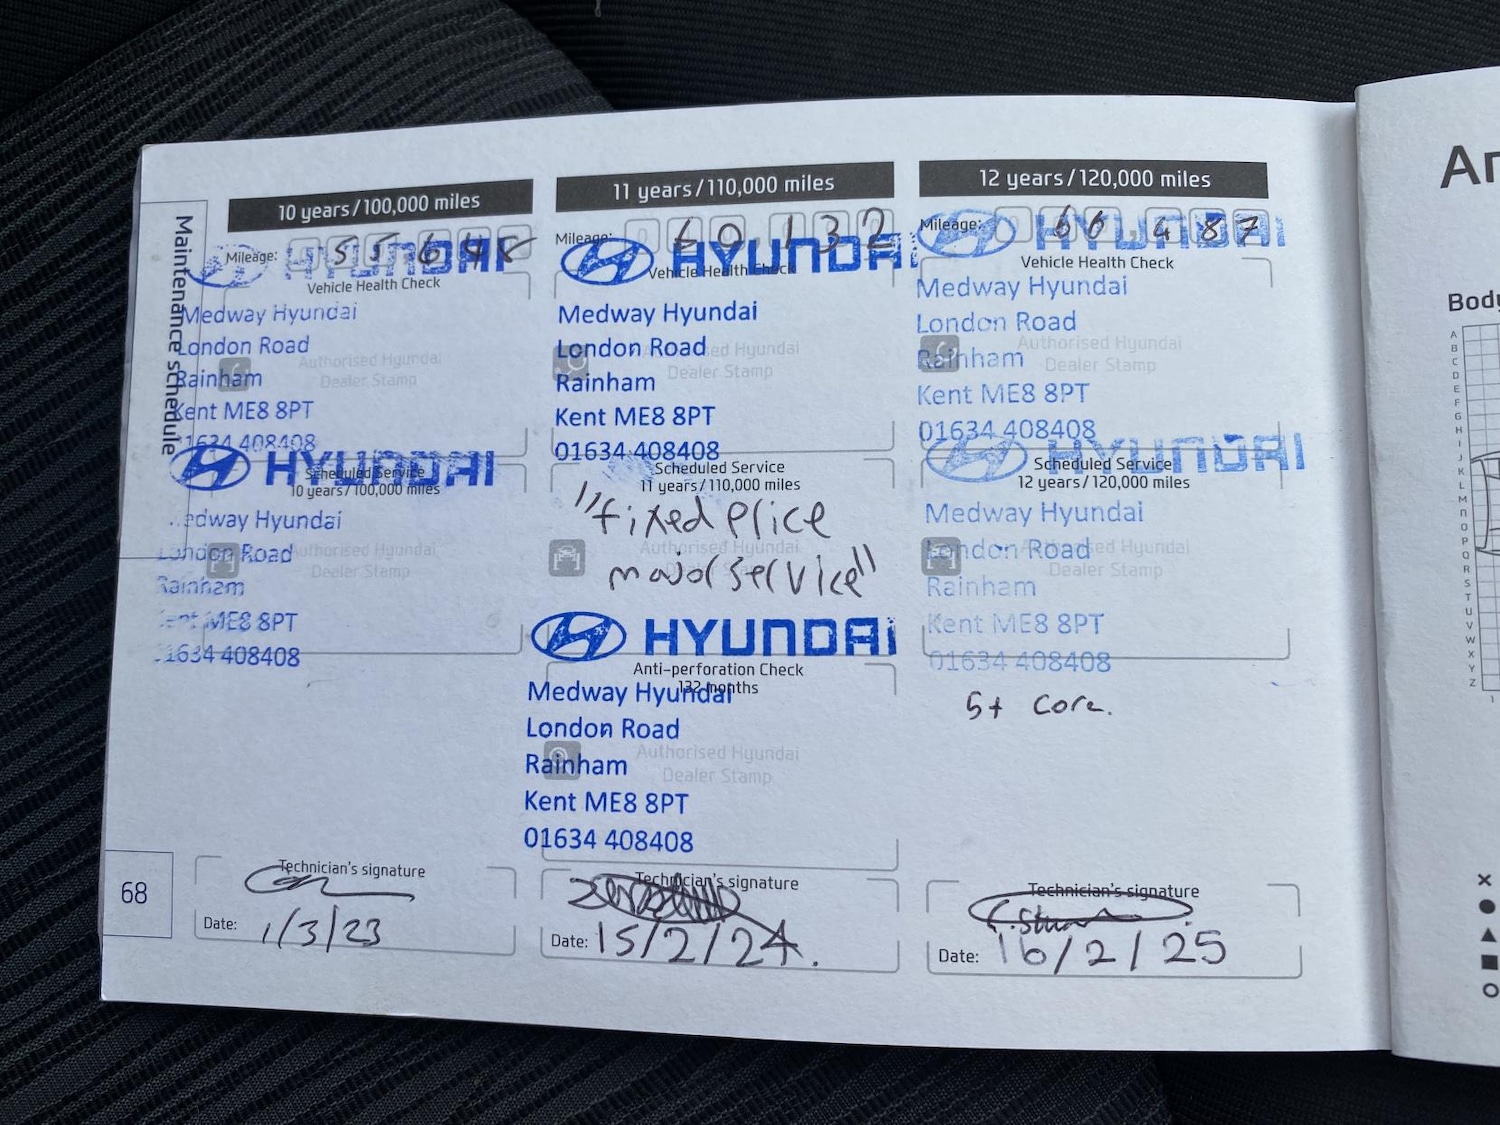 Maintenance schedule
10 years/100,000 miles
Mileage: 55,648
HYUNDAI
Vehicle Health Check
Medway Hyundai
London Road
Authorised Hyundai
Dealer Stamp
Rainham
Kent ME8 8PT
01634 408408
HYUNDAI
Scheduled Service
10 years/100,000 miles
Medway Hyundai
London Road
Authorised Hyundai
Dealer Stamp
Rainham
Kent ME8 8PT
01634 408408
Technician's signature
Date: 1/3/23
68
11 years/110,000 miles
Mileage: 060,132
HYUNDAI
Vehicle Health Check
Medway Hyundai
London Road
Authorised Hyundai
Dealer Stamp
Rainham
Kent ME8 8PT
01634 408408
Scheduled Service
11 years/110,000 miles
"fixed price
Authorised Hyundai
Dealer Stamp
major service"
HYUNDAI
Anti-perforation Check
132 months
Medway Hyundai
London Road
Authorised Hyundai
Dealer Stamp
Rainham
Kent ME8 8PT
01634 408408
Technician's signature
Date: 15/2/24.
12 years/120,000 miles
Mileage: 066,487
HYUNDAI
Vehicle Health Check
Medway Hyundai
London Road
Authorised Hyundai
Dealer Stamp
Rainham
Kent ME8 8PT
01634 408408
HYUNDAI
Scheduled Service
12 years/120,000 miles
Medway Hyundai
London Road
Authorised Hyundai
Dealer Stamp
Rainham
Kent ME8 8PT
01634 408408
5+ core.
Technician's signature
Date: 16/2/25
An
Body
A
B
C
D
E
F
G
H
I
J
K
L
M
N
O
P
Q
R
S
T
U
V
W
X
Y
Z
1